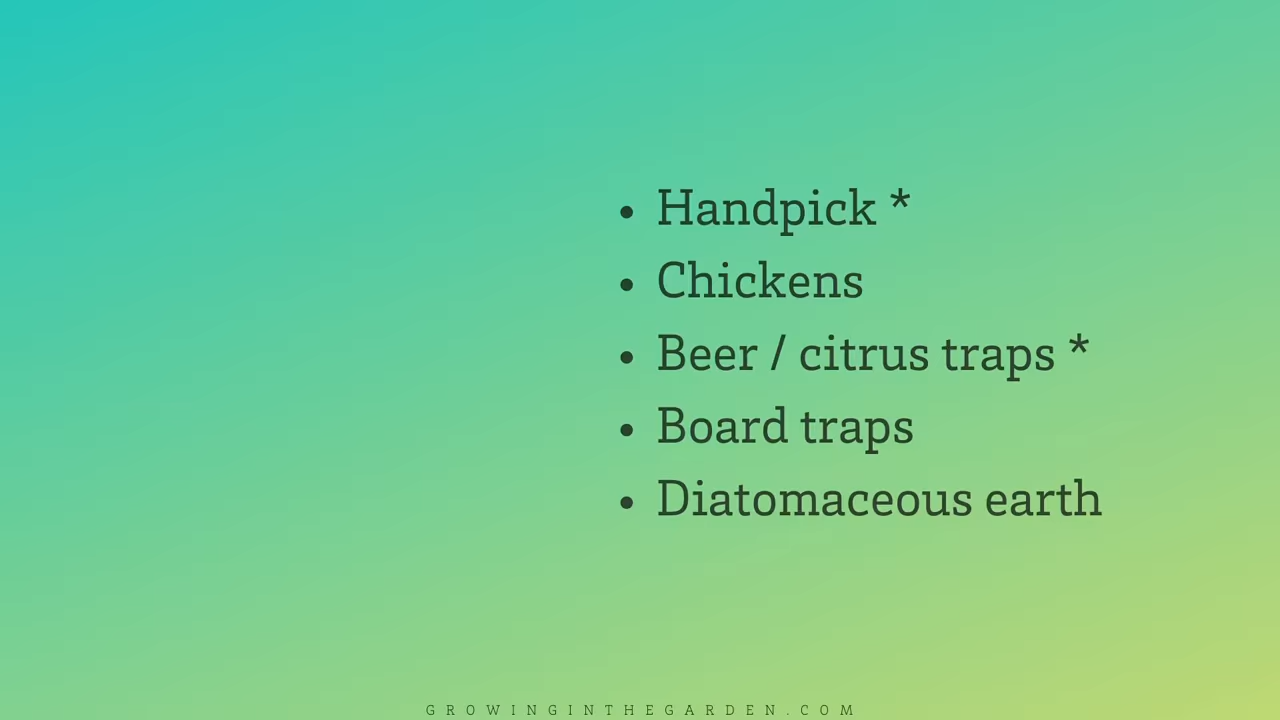 • Handpick *
• Chickens
• Beer / citrus traps *
• Board traps
• Diatomaceous earth
GROWINGINTHEGARDEN.COM